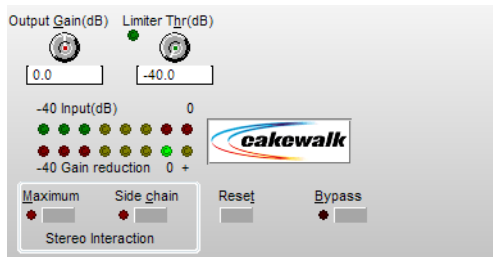 Output Gain(dB) Limiter Thr(dB)
0.0 -40.0
-40 Input(dB) 0
cakewalk
-40 Gain reduction 0 +
Maximum Side chain Reset Bypass
Stereo Interaction